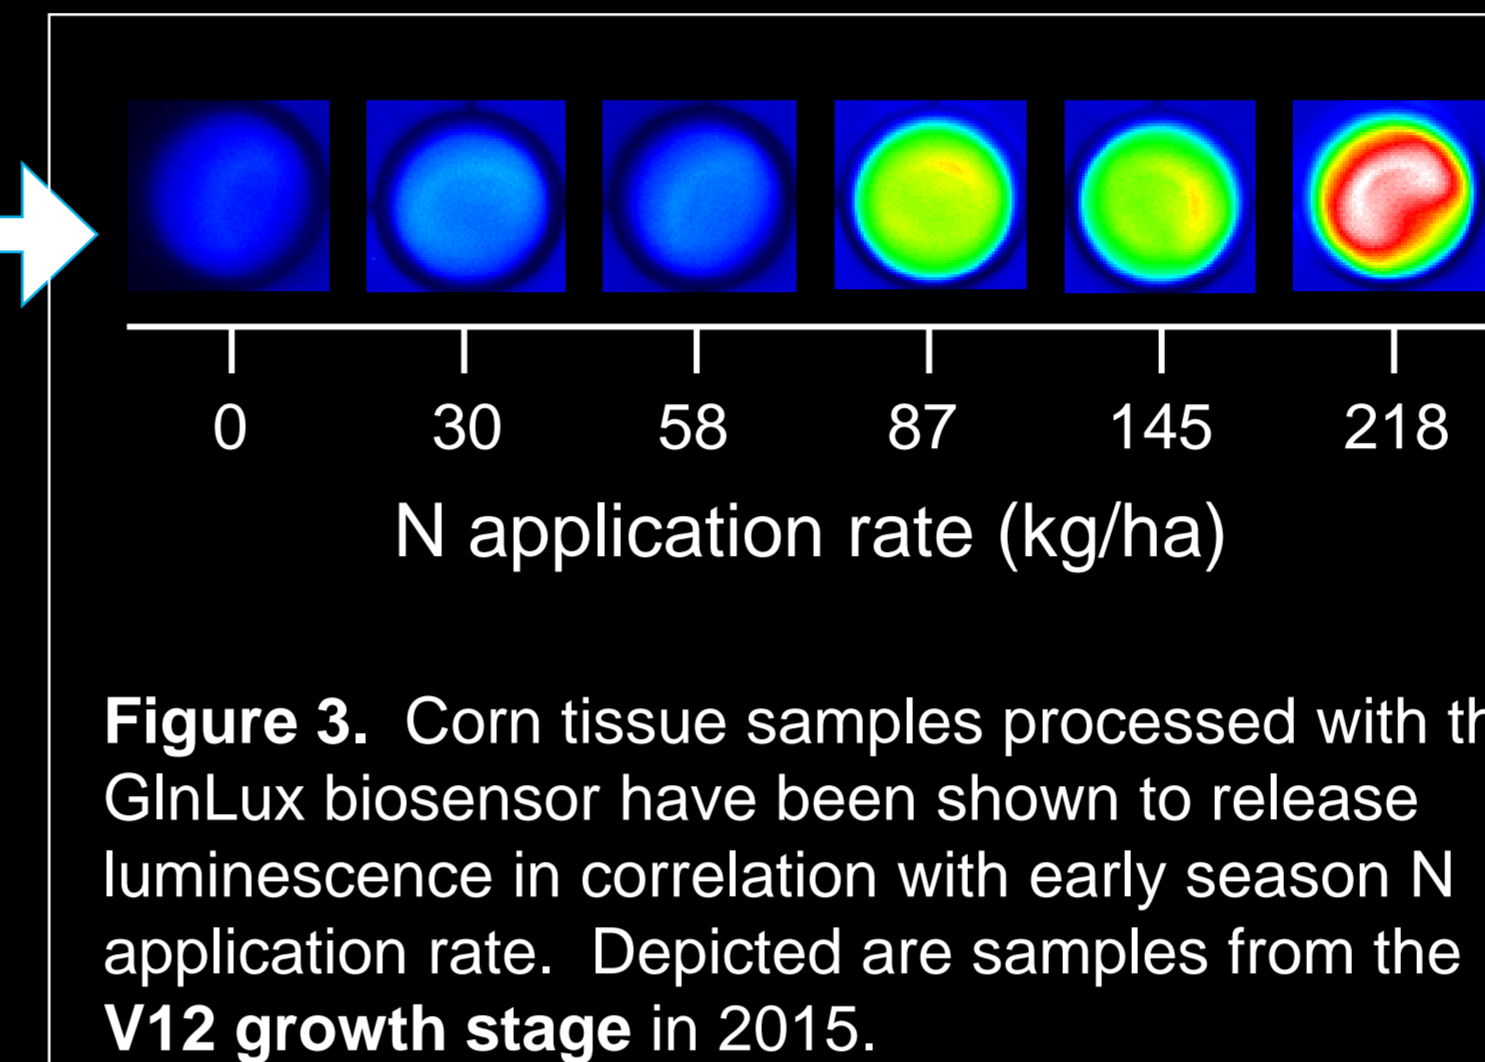 0 30 58 87 145 218
N application rate (kg/ha)
Figure 3. Corn tissue samples processed with
GlnLux biosensor have been shown to release
luminescence in correlation with early season N
application rate. Depicted are samples from the
V12 growth stage in 2015.